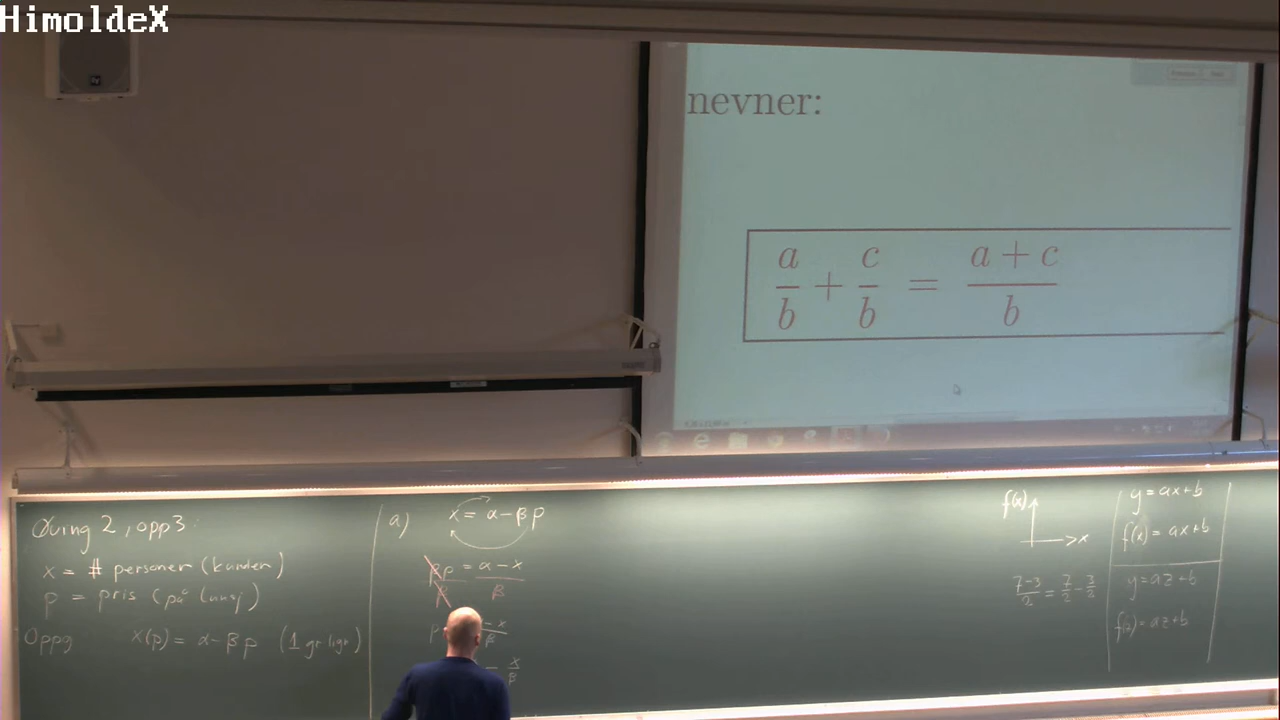 HimoldeX
nevner:
a/b + c/b = (a + c)/b
Øving 2, opp3:
x = # personer (kunder)
p = pris (på lunsj)
Oppg x(p) = α-βp (1 gr lign)
a) x = α-βp
βp/β = (α-x)/β
p
-x/β
- x/β
f(x)
x
(7-3)/2 = 7/2 - 3/2
y = ax+b
f(x) = ax+b
y = az+b
f(z) = az+b